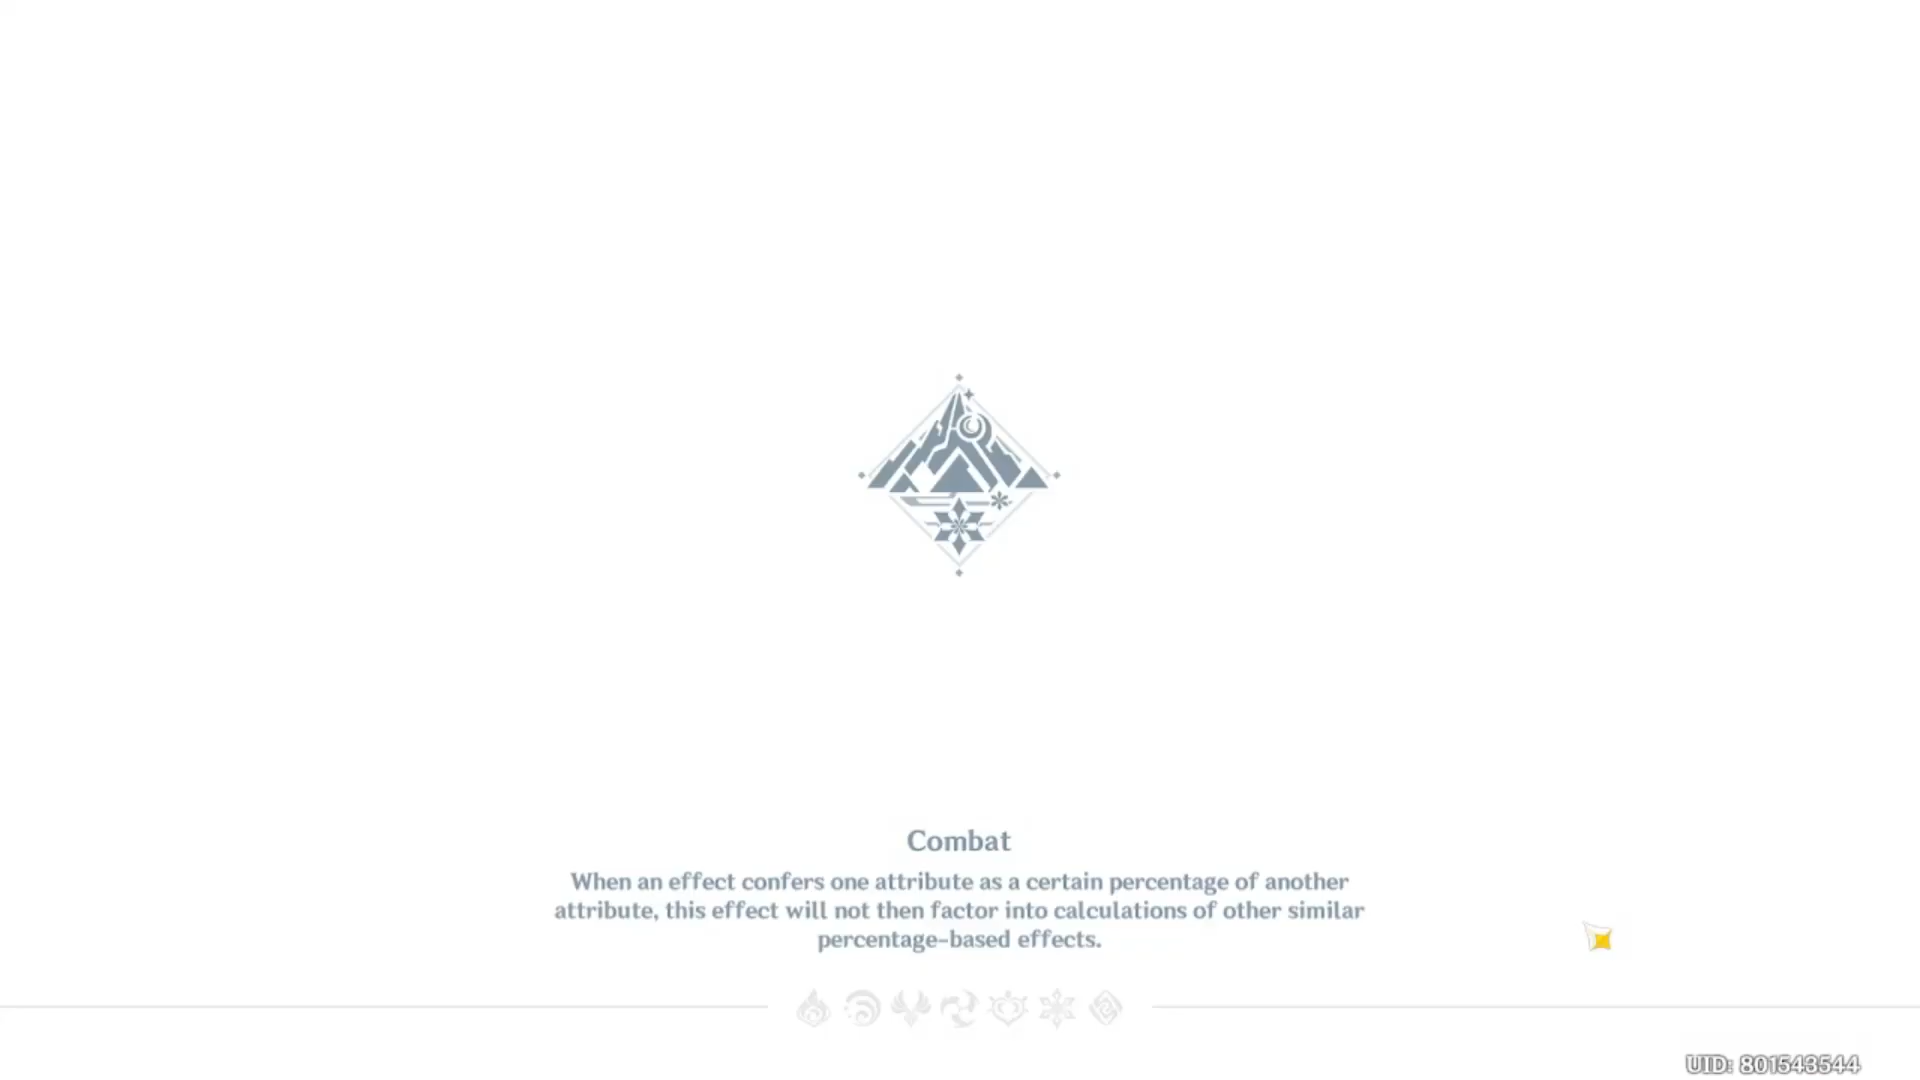 Combat
When an effect confers one attribute as a certain percentage of another
attribute, this effect will not then factor into calculations of other similar
percentage-based effects.
UID: 801543544